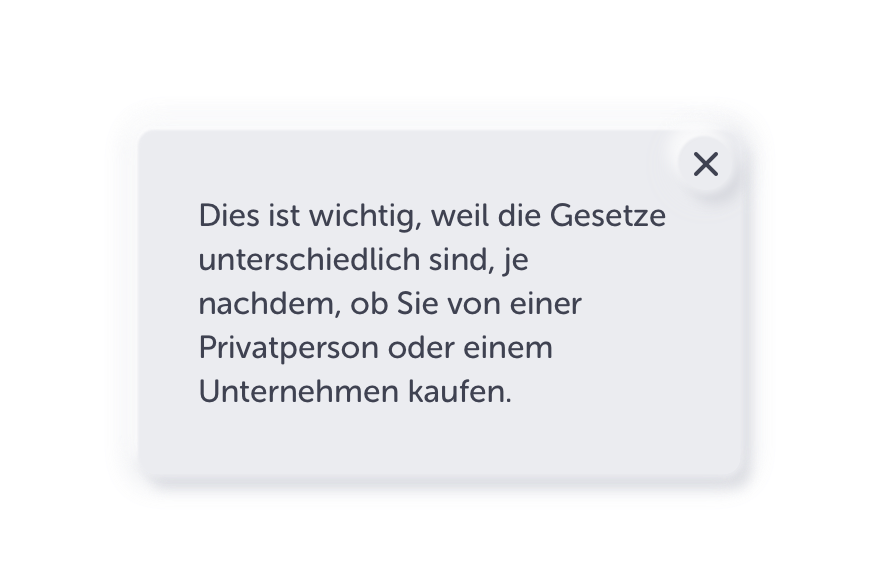 Dies ist wichtig, weil die Gesetze
unterschiedlich sind, je
nachdem, ob Sie von einer
Privatperson oder einem
Unternehmen kaufen.